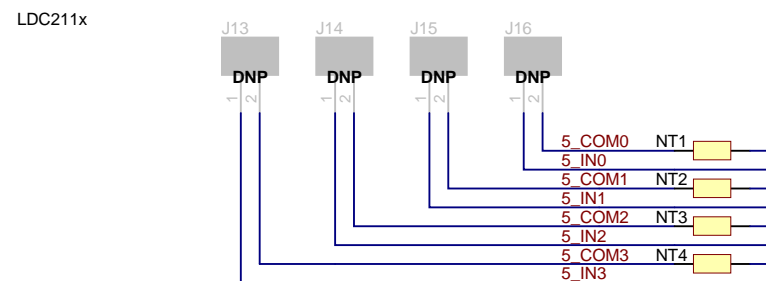 LDC211x
J13 J14 J15 J16
DNP DNP DNP DNP
1 2 1 2 1 2 1 2
5_COM0 NT1
5_IN0
5_COM1 NT2
5_IN1
5_COM2 NT3
5_IN2
5_COM3 NT4
5_IN3